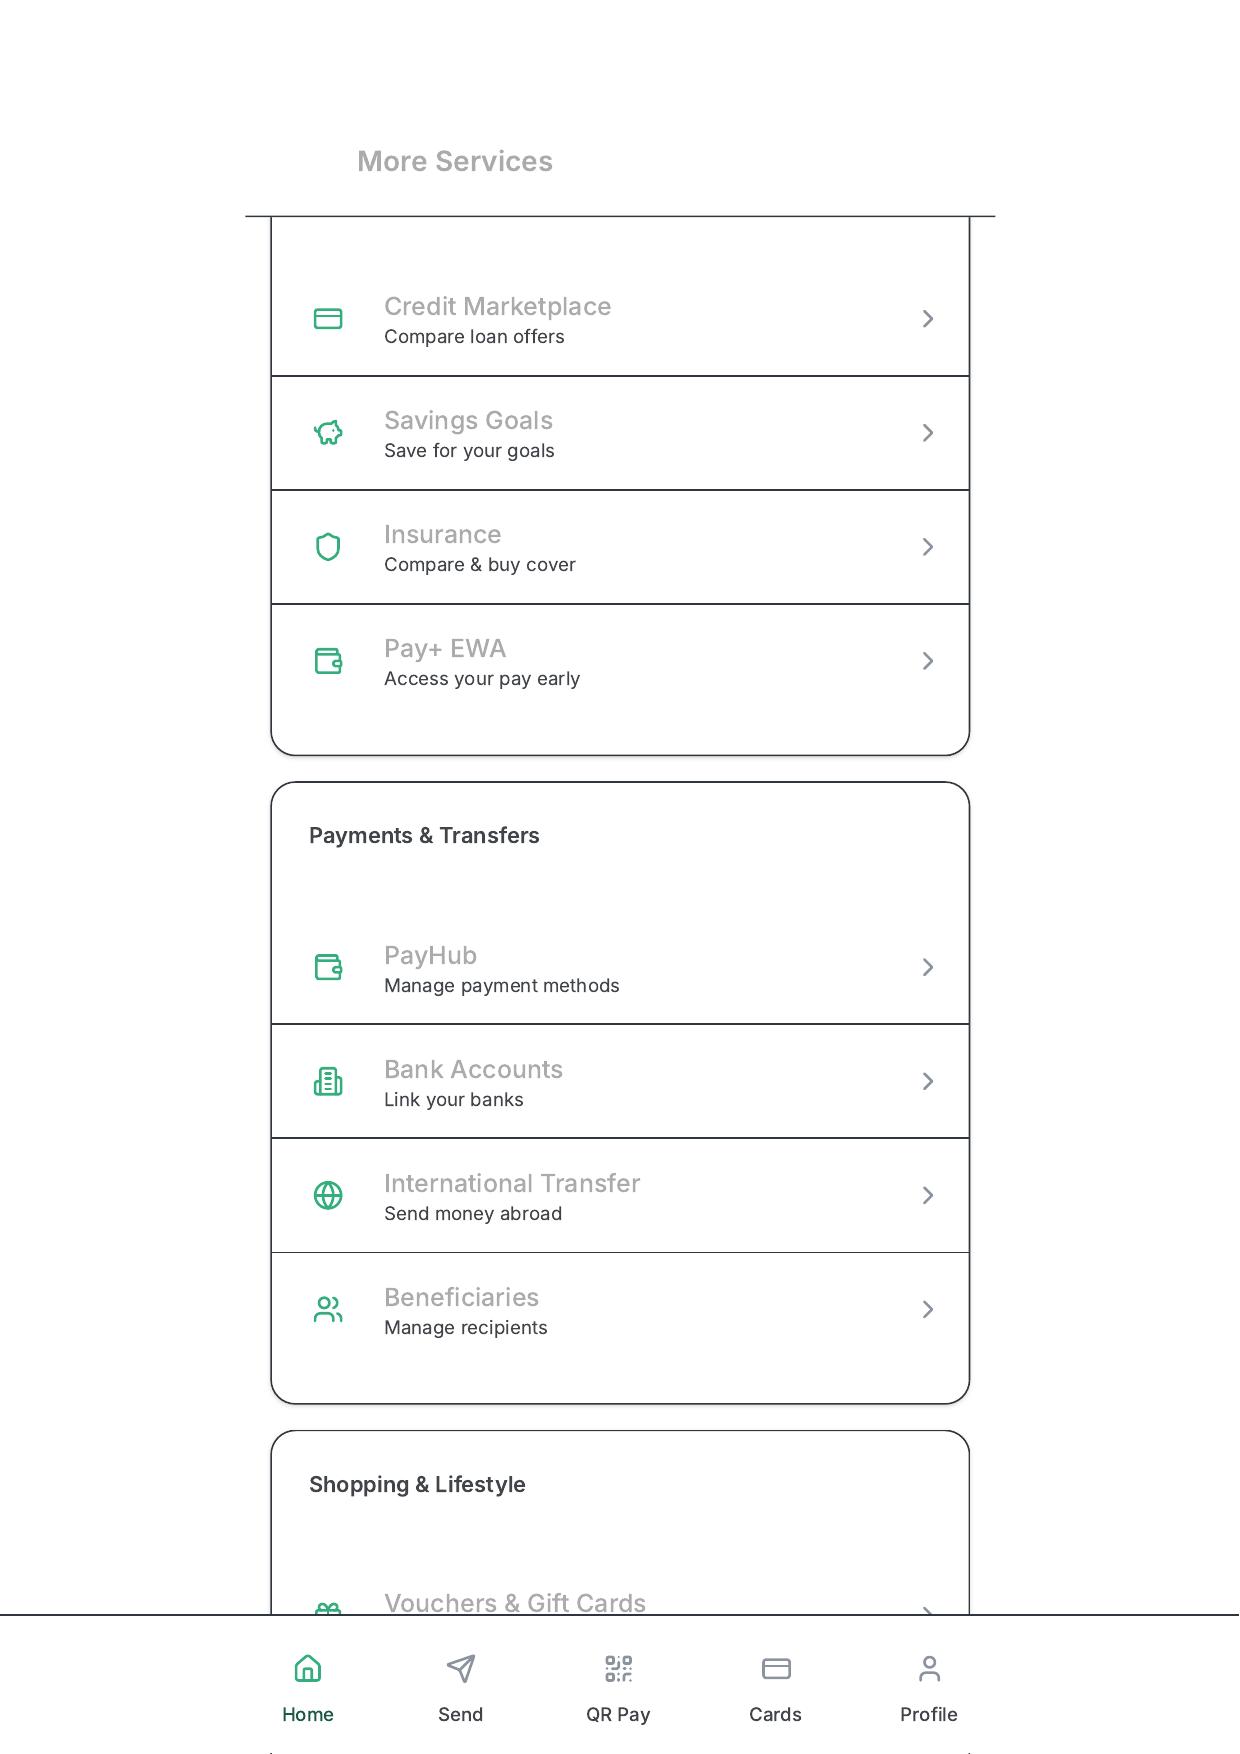 More Services
Credit Marketplace
Compare loan offers
Savings Goals
Save for your goals
Insurance
Compare & buy cover
Pay+ EWA
Access your pay early
Payments & Transfers
PayHub
Manage payment methods
Bank Accounts
Link your banks
International Transfer
Send money abroad
Beneficiaries
Manage recipients
Shopping & Lifestyle
Vouchers & Gift Cards
Home
Send
QR Pay
Cards
Profile